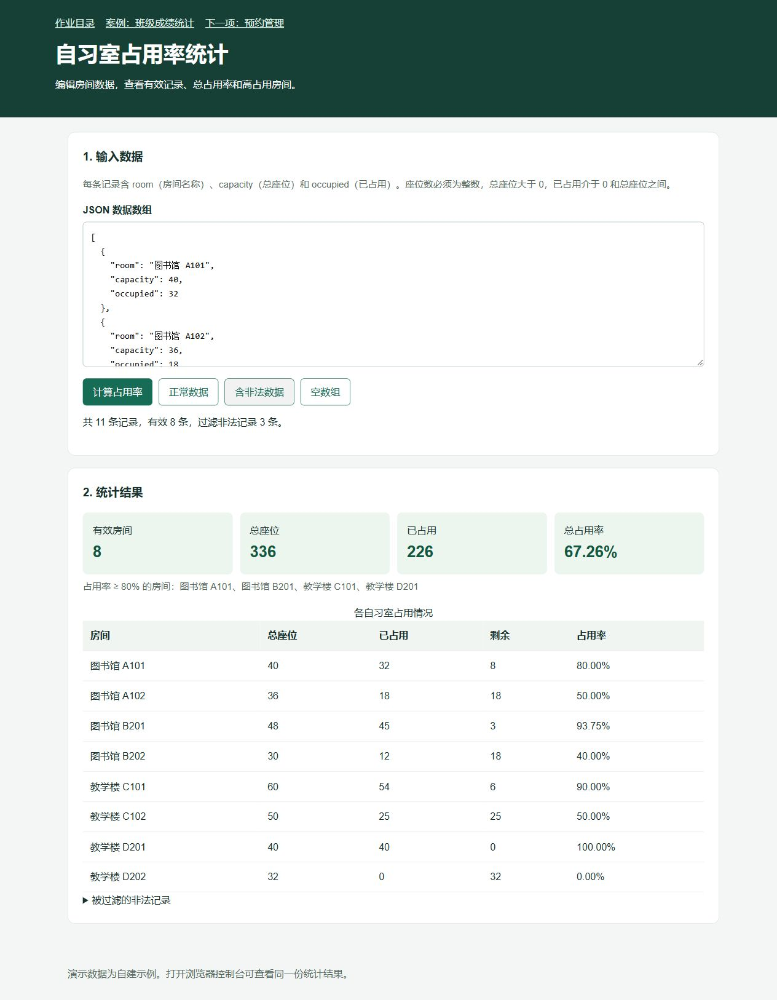 作业目录 案例：班级成绩统计 下一项：预约管理
自习室占用率统计
编辑房间数据，查看有效记录、总占用率和高占用房间。
1. 输入数据
每条记录含 room（房间名称）、capacity（总座位）和 occupied（已占用）。座位数必须为整数，总座位大于 0，已占用介于 0 和总座位之间。
JSON 数据数组
[
{
"room": "图书馆 A101",
"capacity": 40,
"occupied": 32
},
{
"room": "图书馆 A102",
"capacity": 36,
"occupied": 18
计算占用率 正常数据 含非法数据 空数组
共 11 条记录，有效 8 条，过滤非法记录 3 条。
2. 统计结果
有效房间 总座位 已占用 总占用率
8 336 226 67.26%
占用率 ≥ 80% 的房间：图书馆 A101、图书馆 B201、教学楼 C101、教学楼 D201
各自习室占用情况
房间 总座位 已占用 剩余 占用率
图书馆 A101 40 32 8 80.00%
图书馆 A102 36 18 18 50.00%
图书馆 B201 48 45 3 93.75%
图书馆 B202 30 12 18 40.00%
教学楼 C101 60 54 6 90.00%
教学楼 C102 50 25 25 50.00%
教学楼 D201 40 40 0 100.00%
教学楼 D202 32 0 32 0.00%
▶ 被过滤的非法记录
演示数据为自建示例。打开浏览器控制台可查看同一份统计结果。